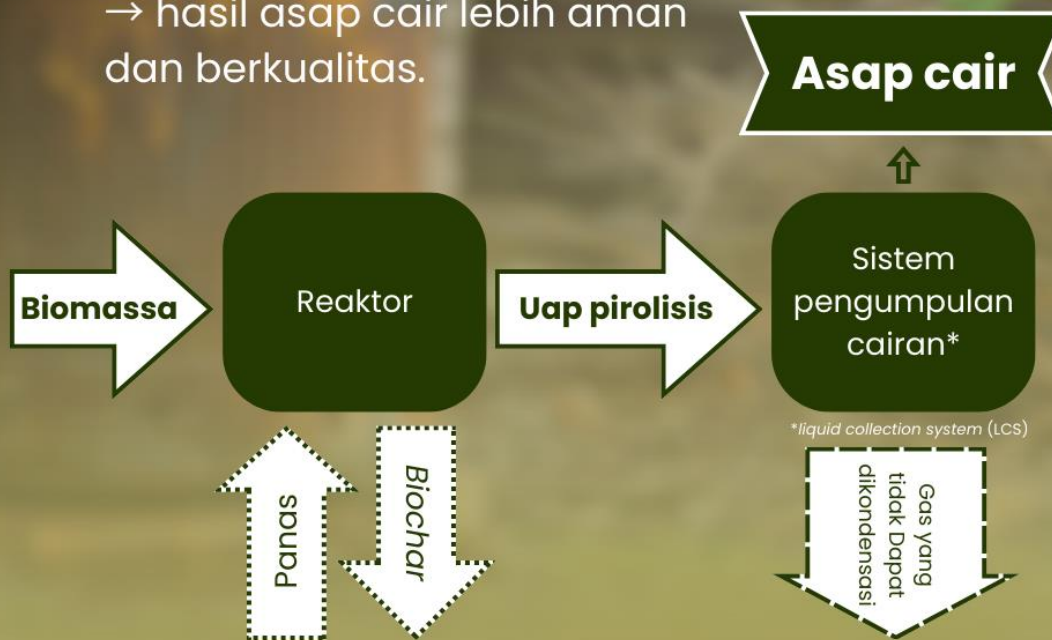 → hasil asap cair lebih aman
dan berkualitas.
Asap cair
Biomassa
Reaktor
Uap pirolisis
Sistem
pengumpulan
cairan*
*liquid collection system (LCS)
Panas
Biochar
Gas yang
tidak Dapat
dikondensasi